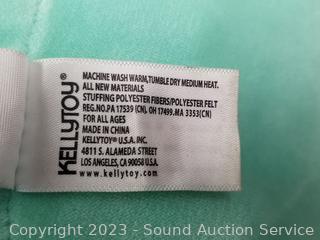 KELLYTOY®
MACHINE WASH WARM,TUMBLE DRY MEDIUM HEAT.
ALL NEW MATERIALS
STUFFING POLYESTER FIBERS/POLYESTER FELT
REG.NO.PA 17539 (CN) OH 17499.MA 3353(CN)
FOR ALL AGES
MADE IN CHINA
KELLYTOY® U.S.A. INC.
4811 S. ALAMEDA STREET
LOS ANGELES, CA 90058 U.S.A.
www.kellytoy.com
Copyright 2023 - Sound Auction Service